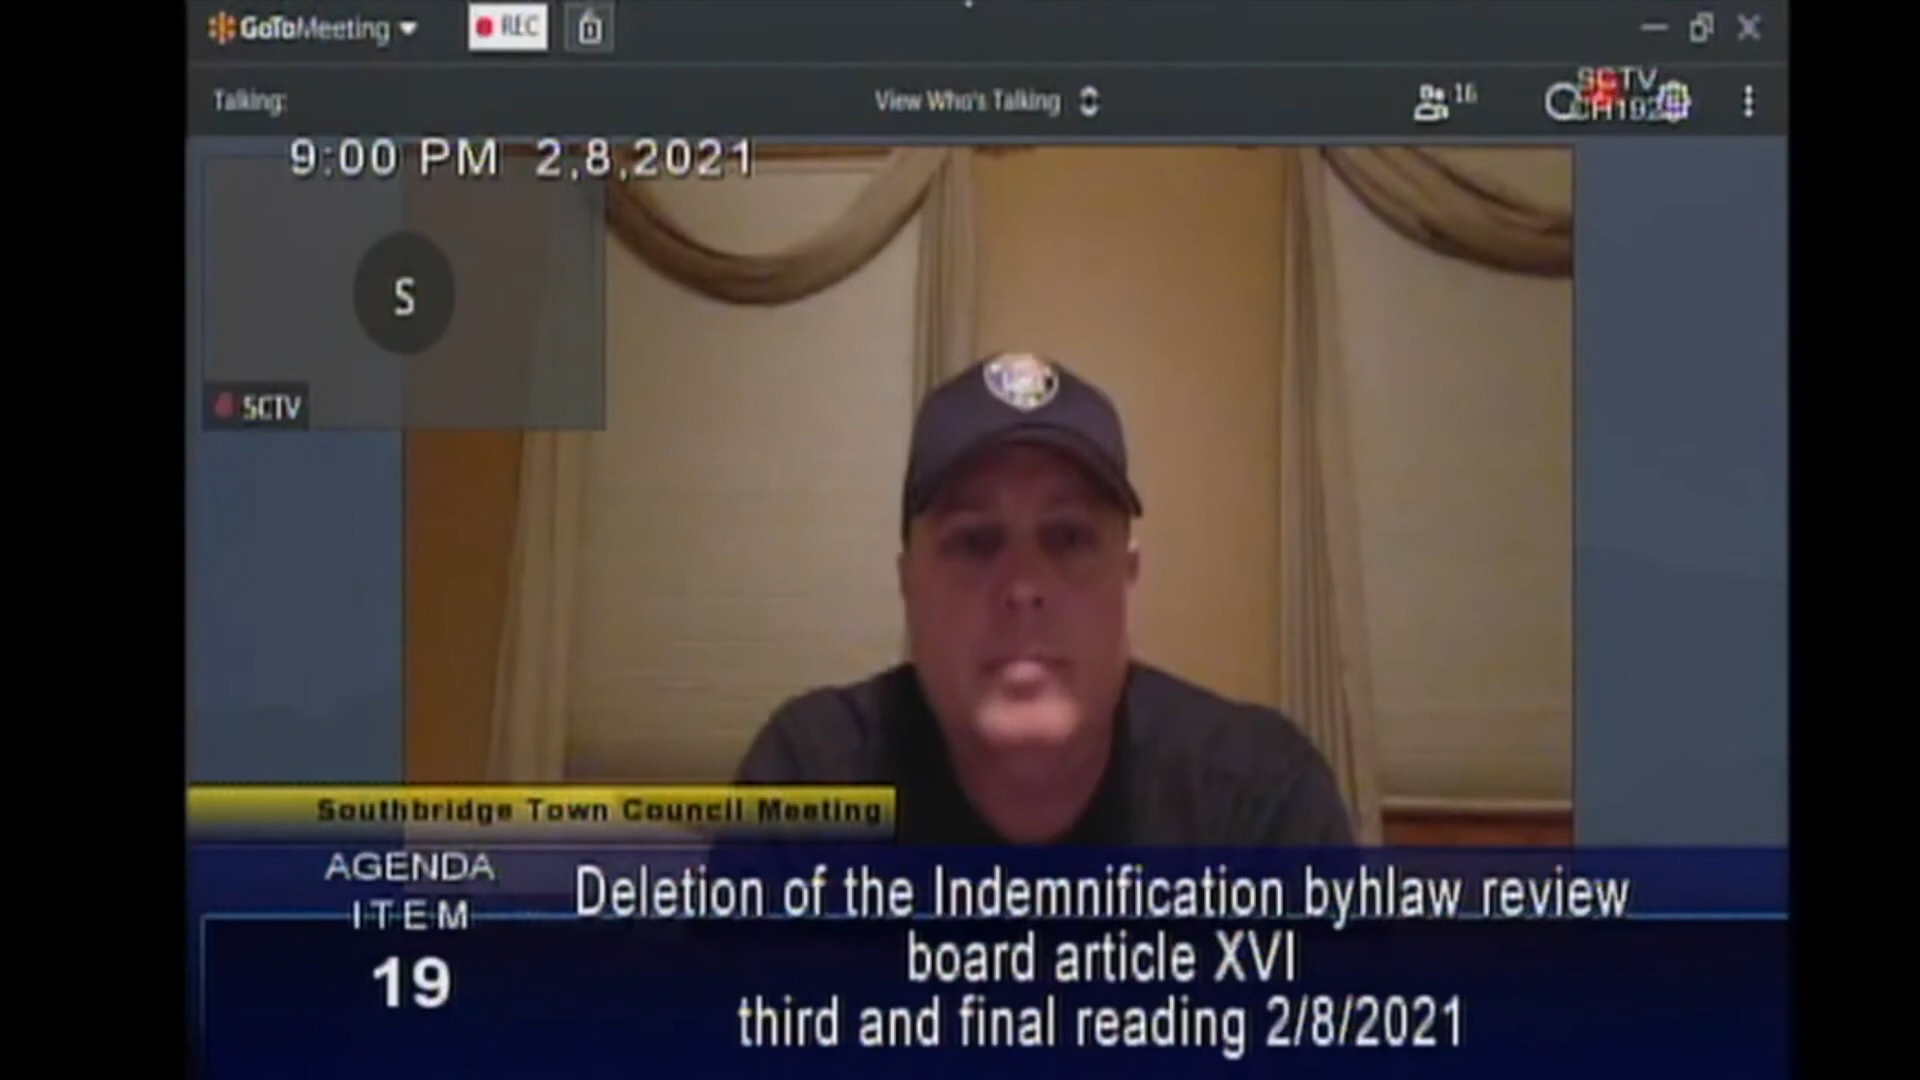 GoToMeeting
REC
Talking:
View Who's Talking
16
SCTV
CH192
9:00 PM 2,8,2021
S
SCTV
Southbridge Town Council Meeting
AGENDA
ITEM
19
Deletion of the Indemnification byhlaw review
board article XVI
third and final reading 2/8/2021